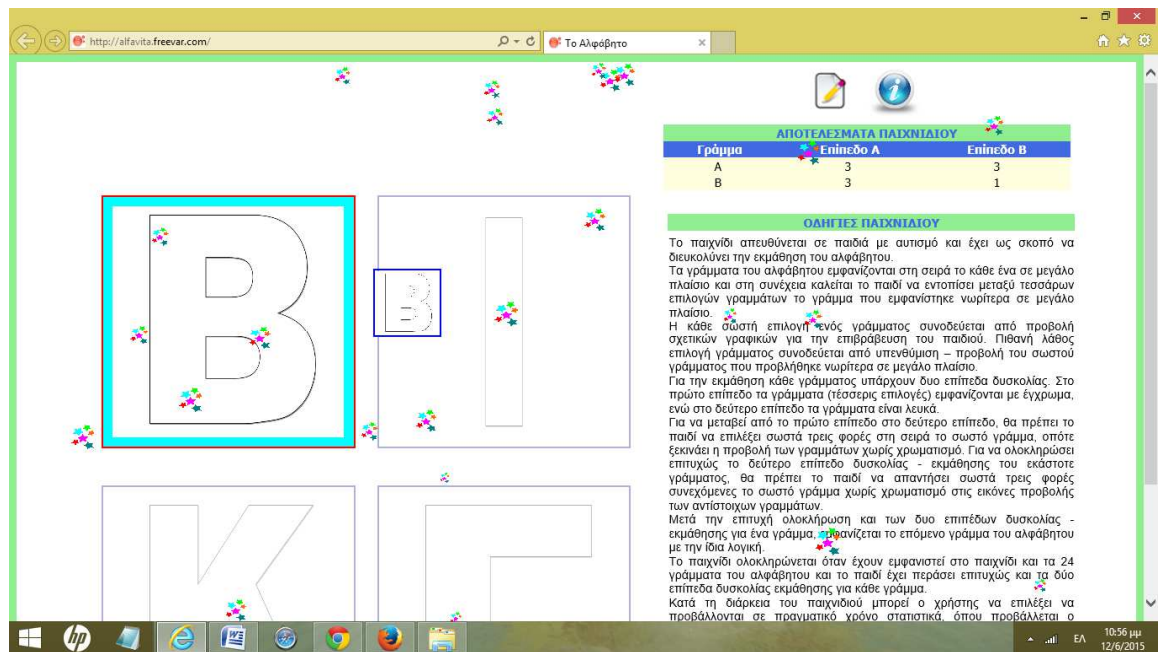 http://alfavita.freevar.com/
Το Αλφάβητο
ΑΠΟΤΕΛΕΣΜΑΤΑ ΠΑΙΧΝΙΔΙΟΥ
Γράμμα Επίπεδο Α Επίπεδο Β
Α 3 3
Β 3 1
Β
Ι
Β
Κ
Γ
ΟΔΗΓΙΕΣ ΠΑΙΧΝΙΔΙΟΥ
Το παιχνίδι απευθύνεται σε παιδιά με αυτισμό και έχει ως σκοπό να
διευκολύνει την εκμάθηση του αλφάβητου.
Τα γράμματα του αλφάβητου εμφανίζονται στη σειρά το κάθε ένα σε μεγάλο
πλαίσιο και στη συνέχεια καλείται το παιδί να εντοπίσει μεταξύ τεσσάρων
επιλογών γραμμάτων το γράμμα που εμφανίστηκε νωρίτερα σε μεγάλο
πλαίσιο.
Η κάθε σωστή επιλογή ενός γράμματος συνοδεύεται από προβολή
σχετικών γραφικών για την επιβράβευση του παιδιού. Πιθανή λάθος
επιλογή γράμματος συνοδεύεται από υπενθύμιση – προβολή του σωστού
γράμματος που προβλήθηκε νωρίτερα σε μεγάλο πλαίσιο.
Για την εκμάθηση κάθε γράμματος υπάρχουν δυο επίπεδα δυσκολίας. Στο
πρώτο επίπεδο τα γράμματα (τέσσερις επιλογές) εμφανίζονται με έγχρωμα,
ενώ στο δεύτερο επίπεδο τα γράμματα είναι λευκά.
Για να μεταβεί από το πρώτο επίπεδο στο δεύτερο επίπεδο, θα πρέπει το
παιδί να επιλέξει σωστά τρεις φορές στη σειρά το σωστό γράμμα, οπότε
ξεκινάει η προβολή των γραμμάτων χωρίς χρωματισμό. Για να ολοκληρώσει
επιτυχώς το δεύτερο επίπεδο δυσκολίας - εκμάθησης του εκάστοτε
γράμματος, θα πρέπει το παιδί να απαντήσει σωστά τρεις φορές
συνεχόμενες το σωστό γράμμα χωρίς χρωματισμό στις εικόνες προβολής
των αντίστοιχων γραμμάτων.
Μετά την επιτυχή ολοκλήρωση και των δυο επιπέδων δυσκολίας -
εκμάθησης για ένα γράμμα, εμφανίζεται το επόμενο γράμμα του αλφάβητου
με την ίδια λογική.
Το παιχνίδι ολοκληρώνεται όταν έχουν εμφανιστεί στο παιχνίδι και τα 24
γράμματα του αλφάβητου και το παιδί έχει περάσει επιτυχώς και τα δύο
επίπεδα δυσκολίας εκμάθησης για κάθε γράμμα.
Κατά τη διάρκεια του παιχνιδιού μπορεί ο χρήστης να επιλέξει να
προβάλλονται σε πραγματικό χρόνο στατιστικά, όπου προβάλλεται ο
hp
ΕΛ
10:56 μμ
12/6/2015